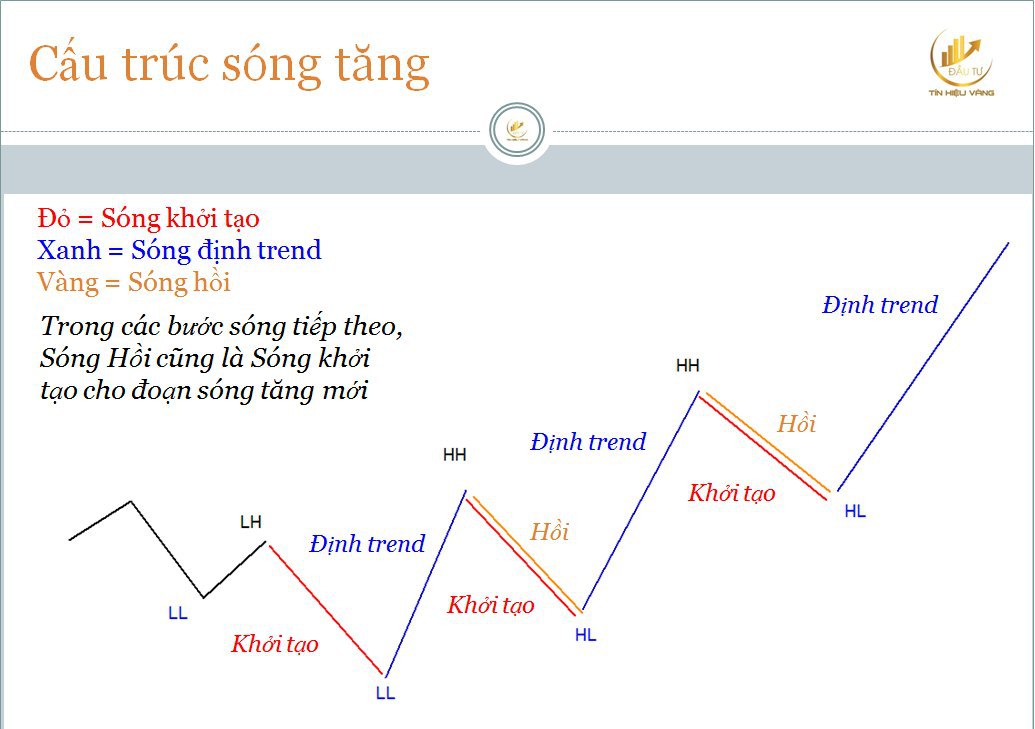 Cấu trúc sóng tăng
ĐẦU TƯ
TÍN HIỆU VÀNG
Đỏ = Sóng khởi tạo
Xanh = Sóng định trend
Vàng = Sóng hồi
Trong các bước sóng tiếp theo,
Sóng Hồi cũng là Sóng khởi
tạo cho đoạn sóng tăng mới
Định trend
HH
Hồi
Định trend
HH
Khởi tạo
HL
LH
Hồi
Định trend
Khởi tạo
LL
HL
Khởi tạo
LL